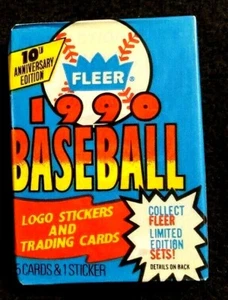 10TH
ANNIVERSARY
EDITION
FLEER
1990
BASEBALL
LOGO STICKERS
AND
TRADING CARDS
COLLECT
FLEER
LIMITED
EDITION
SETS!
DETAILS ON BACK
5 CARDS & 1 STICKER